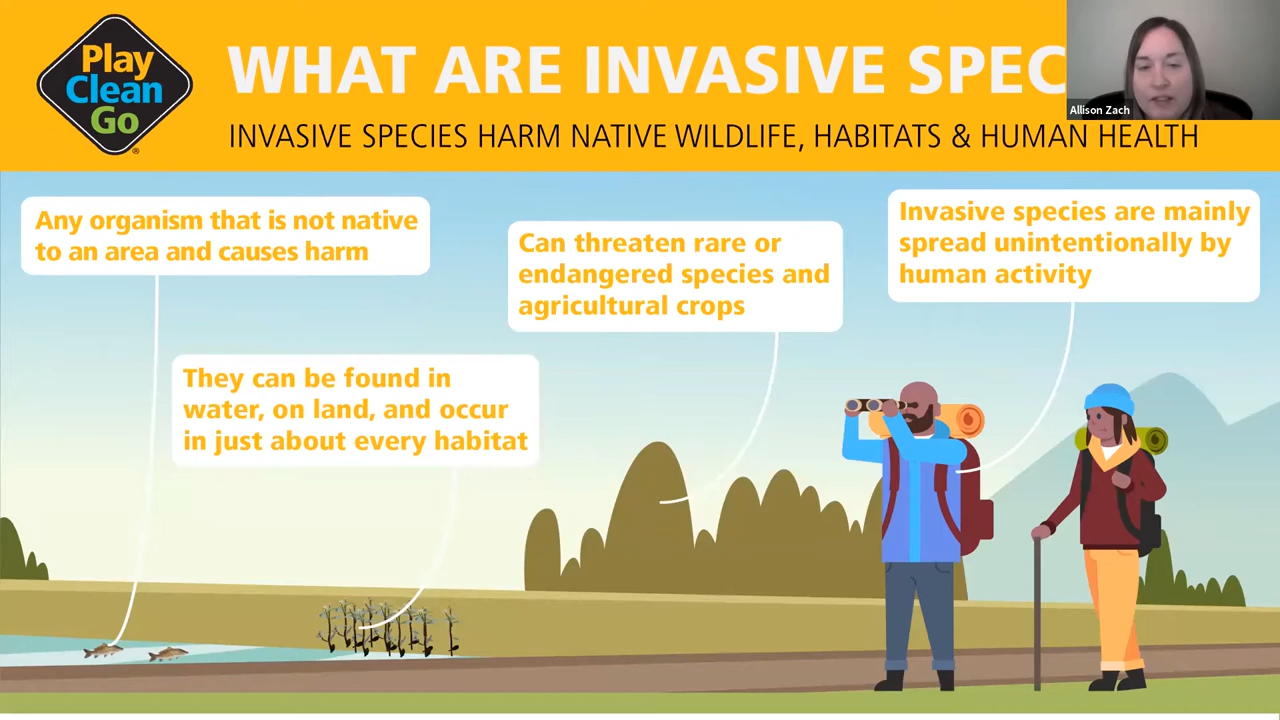 Play
Clean
Go
®
WHAT ARE INVASIVE SPEC
INVASIVE SPECIES HARM NATIVE WILDLIFE, HABITATS & HUMAN HEALTH
Allison Zach
Any organism that is not native
to an area and causes harm
They can be found in
water, on land, and occur
in just about every habitat
Can threaten rare or
endangered species and
agricultural crops
Invasive species are mainly
spread unintentionally by
human activity